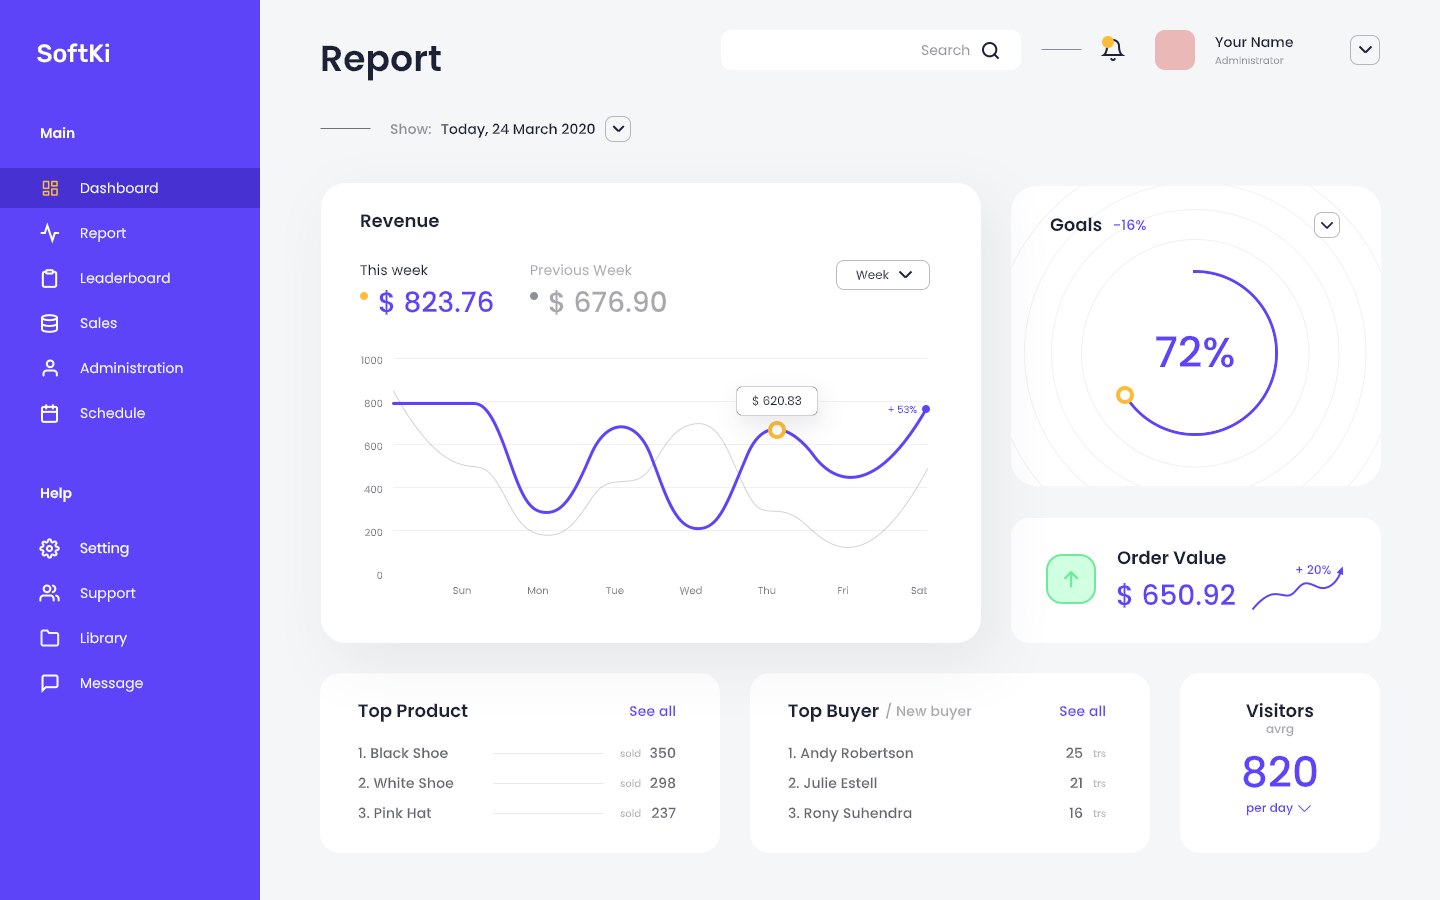 SoftKi
Main
Dashboard
Report
Leaderboard
Sales
Administration
Schedule
Help
Setting
Support
Library
Message
Report
Search
Your Name
Administrator
Show: Today, 24 March 2020
Revenue
This week
$ 823.76
Previous Week
$ 676.90
Week
1000
800
600
400
200
0
$ 620.83
+ 53%
Sun Mon Tue Wed Thu Fri Sat
Goals -16%
72%
Order Value
$ 650.92
+ 20%
Top Product See all
1. Black Shoe sold 350
2. White Shoe sold 298
3. Pink Hat sold 237
Top Buyer / New buyer See all
1. Andy Robertson 25 trs
2. Julie Estell 21 trs
3. Rony Suhendra 16 trs
Visitors
avrg
820
per day